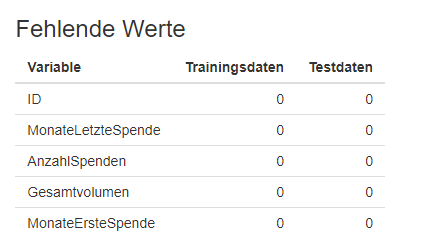 Fehlende Werte
Variable Trainingsdaten Testdaten
ID 0 0
MonateLetzteSpende 0 0
AnzahlSpenden 0 0
Gesamtvolumen 0 0
MonateErsteSpende 0 0